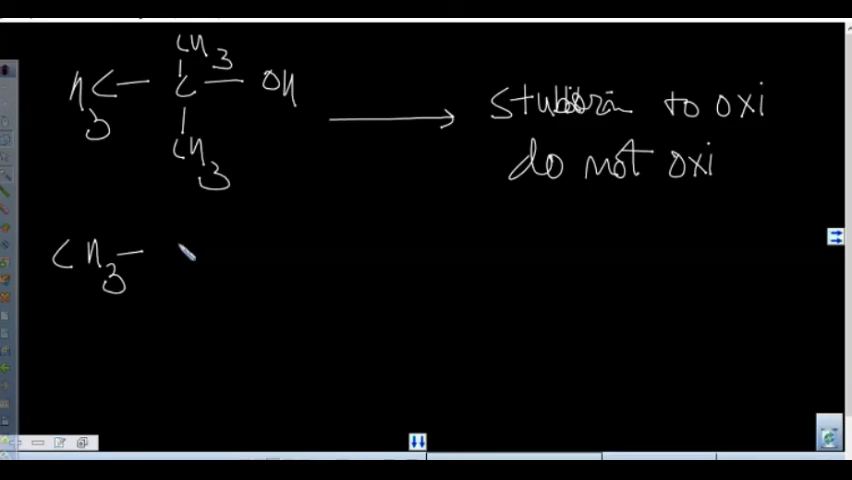 CH3
H3C — C — OH
CH3
stubborn to oxi
do not oxi
CH3 —